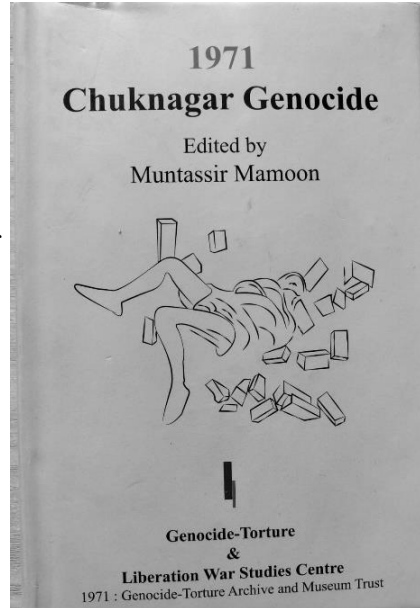 1971
Chuknagar Genocide
Edited by
Muntassir Mamoon
Genocide-Torture
&
Liberation War Studies Centre
1971 : Genocide-Torture Archive and Museum Trust